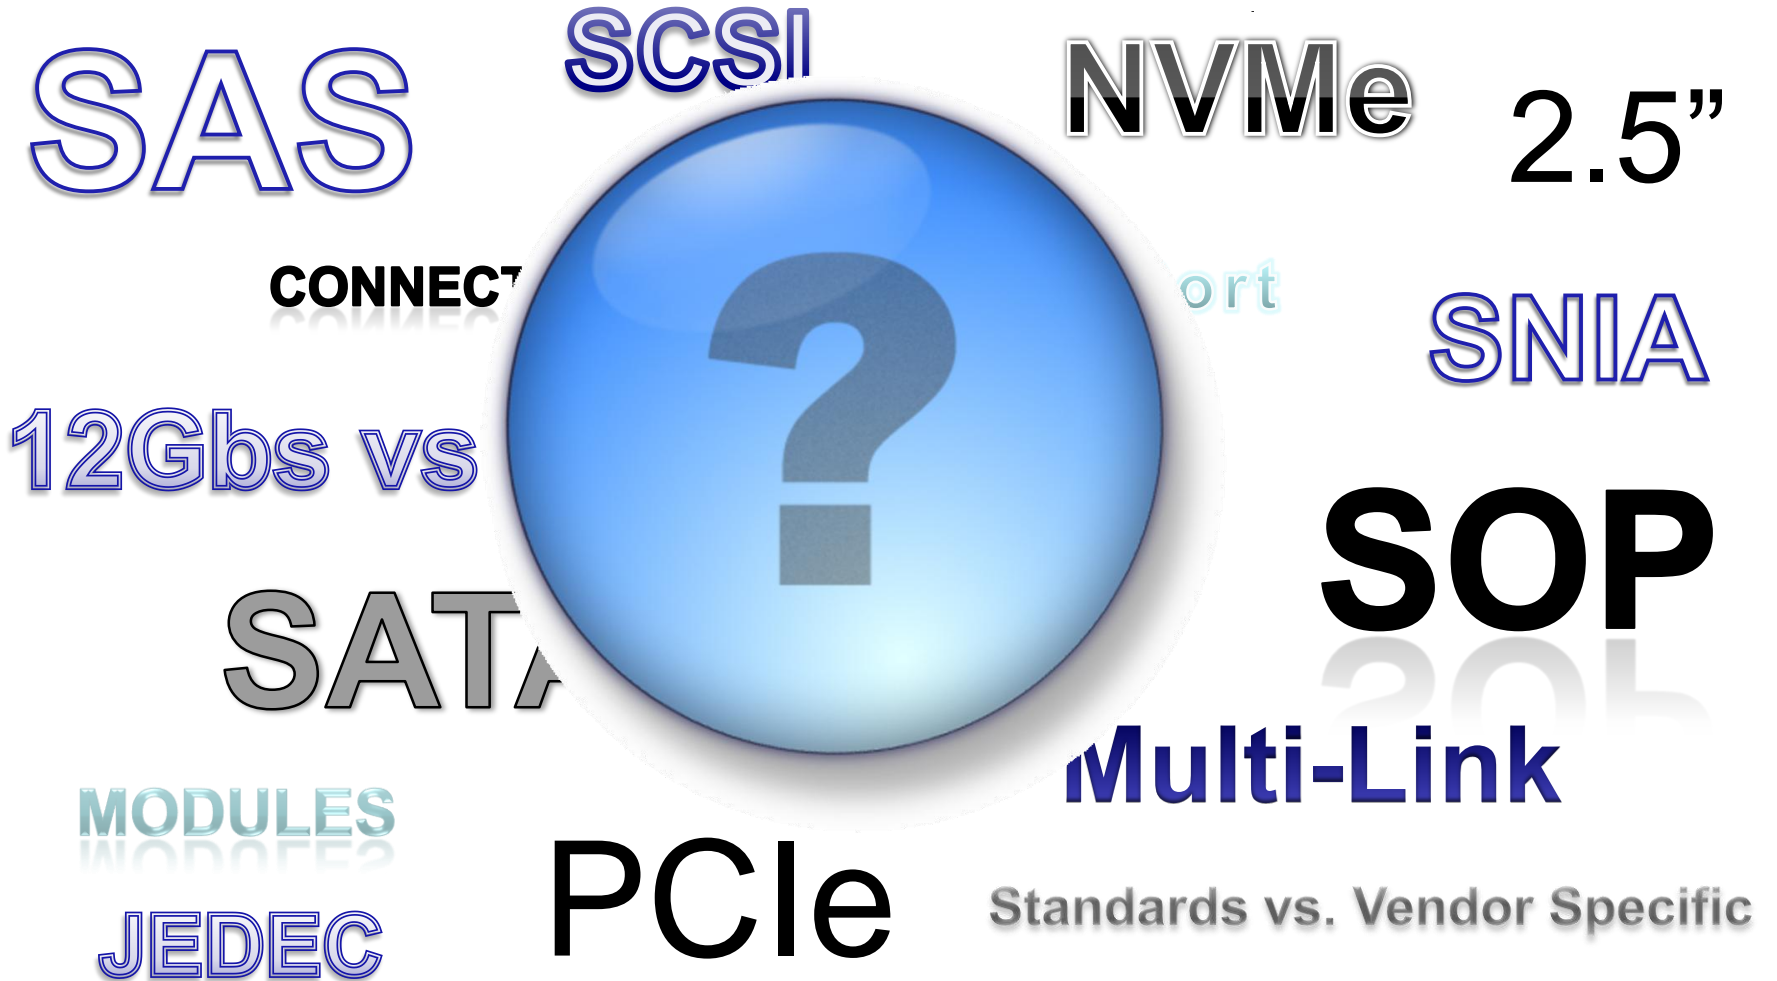 SAS
SCSI
NVMe
2.5”
CONNECT
ort
SNIA
12Gbs vs
SOP
SATA
Multi-Link
MODULES
PCIe
Standards vs. Vendor Specific
JEDEC
?